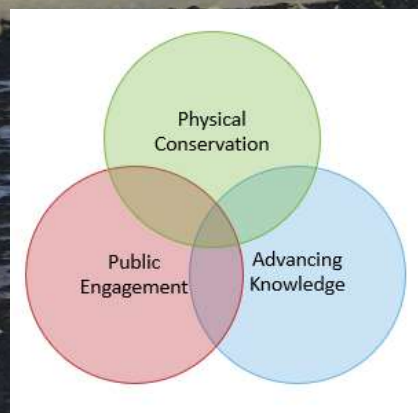 Physical
Conservation
Public
Engagement
Advancing
Knowledge